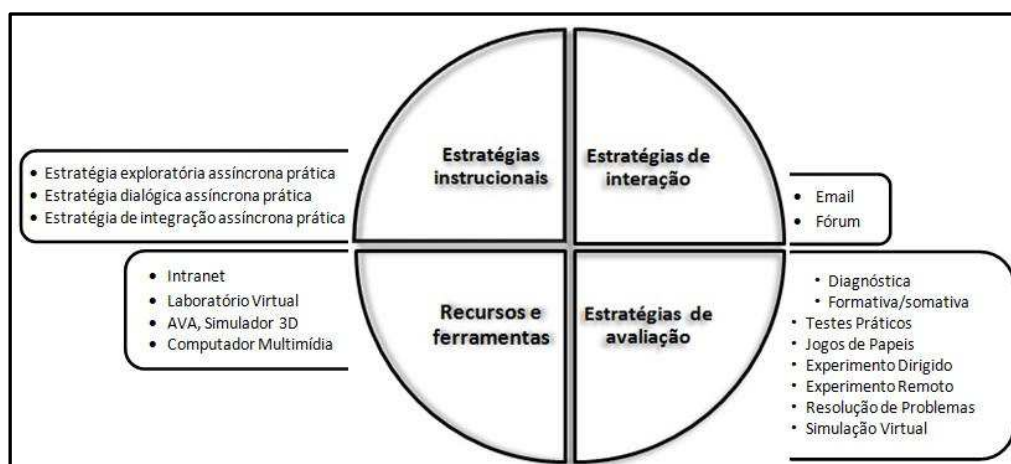 Estratégias
instrucionais
Estratégias de
interação
• Estratégia exploratória assíncrona prática
• Estratégia dialógica assíncrona prática
• Estratégia de integração assíncrona prática
• Email
• Fórum
• Intranet
• Laboratório Virtual
• AVA, Simulador 3D
• Computador Multimídia
Recursos e
ferramentas
Estratégias de
avaliação
• Diagnóstica
• Formativa/somativa
• Testes Práticos
• Jogos de Papeis
• Experimento Dirigido
• Experimento Remoto
• Resolução de Problemas
• Simulação Virtual